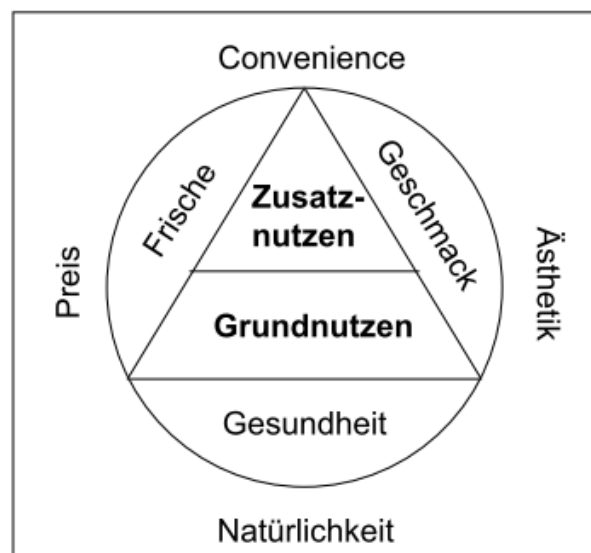 Convenience
Frische
Geschmack
Zusatz-
nutzen
Preis
Ästhetik
Grundnutzen
Gesundheit
Natürlichkeit